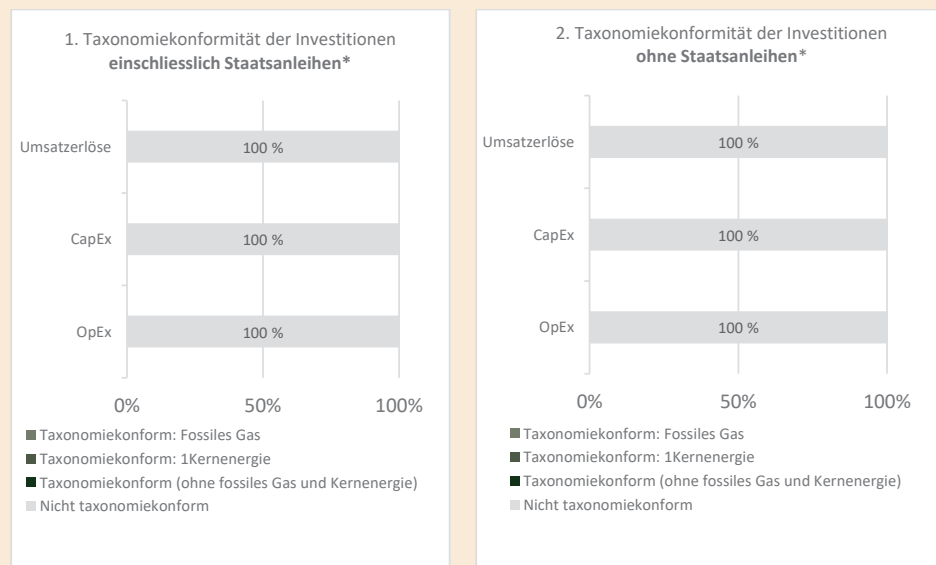 1. Taxonomiekonformität der Investitionen
einschliesslich Staatsanleihen*
Umsatzerlöse
100 %
CapEx
100 %
OpEx
100 %
0% 50% 100%
Taxonomiekonform: Fossiles Gas
Taxonomiekonform: 1Kernenergie
Taxonomiekonform (ohne fossiles Gas und Kernenergie)
Nicht taxonomiekonform
2. Taxonomiekonformität der Investitionen
ohne Staatsanleihen*
Umsatzerlöse
100 %
CapEx
100 %
OpEx
100 %
0% 50% 100%
Taxonomiekonform: Fossiles Gas
Taxonomiekonform: 1Kernenergie
Taxonomiekonform (ohne fossiles Gas und Kernenergie)
Nicht taxonomiekonform